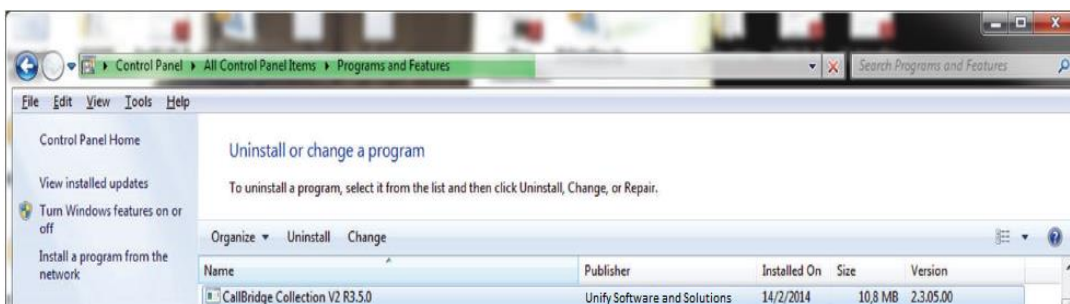 Control Panel ▸ All Control Panel Items ▸ Programs and Features
Search Programs and Features
File Edit View Tools Help
Control Panel Home
View installed updates
Turn Windows features on or
off
Install a program from the
network
Uninstall or change a program
To uninstall a program, select it from the list and then click Uninstall, Change, or Repair.
Organize Uninstall Change
Name Publisher Installed On Size Version
CallBridge Collection V2 R3.5.0 Unify Software and Solutions 14/2/2014 10,8 MB 2.3.05.00